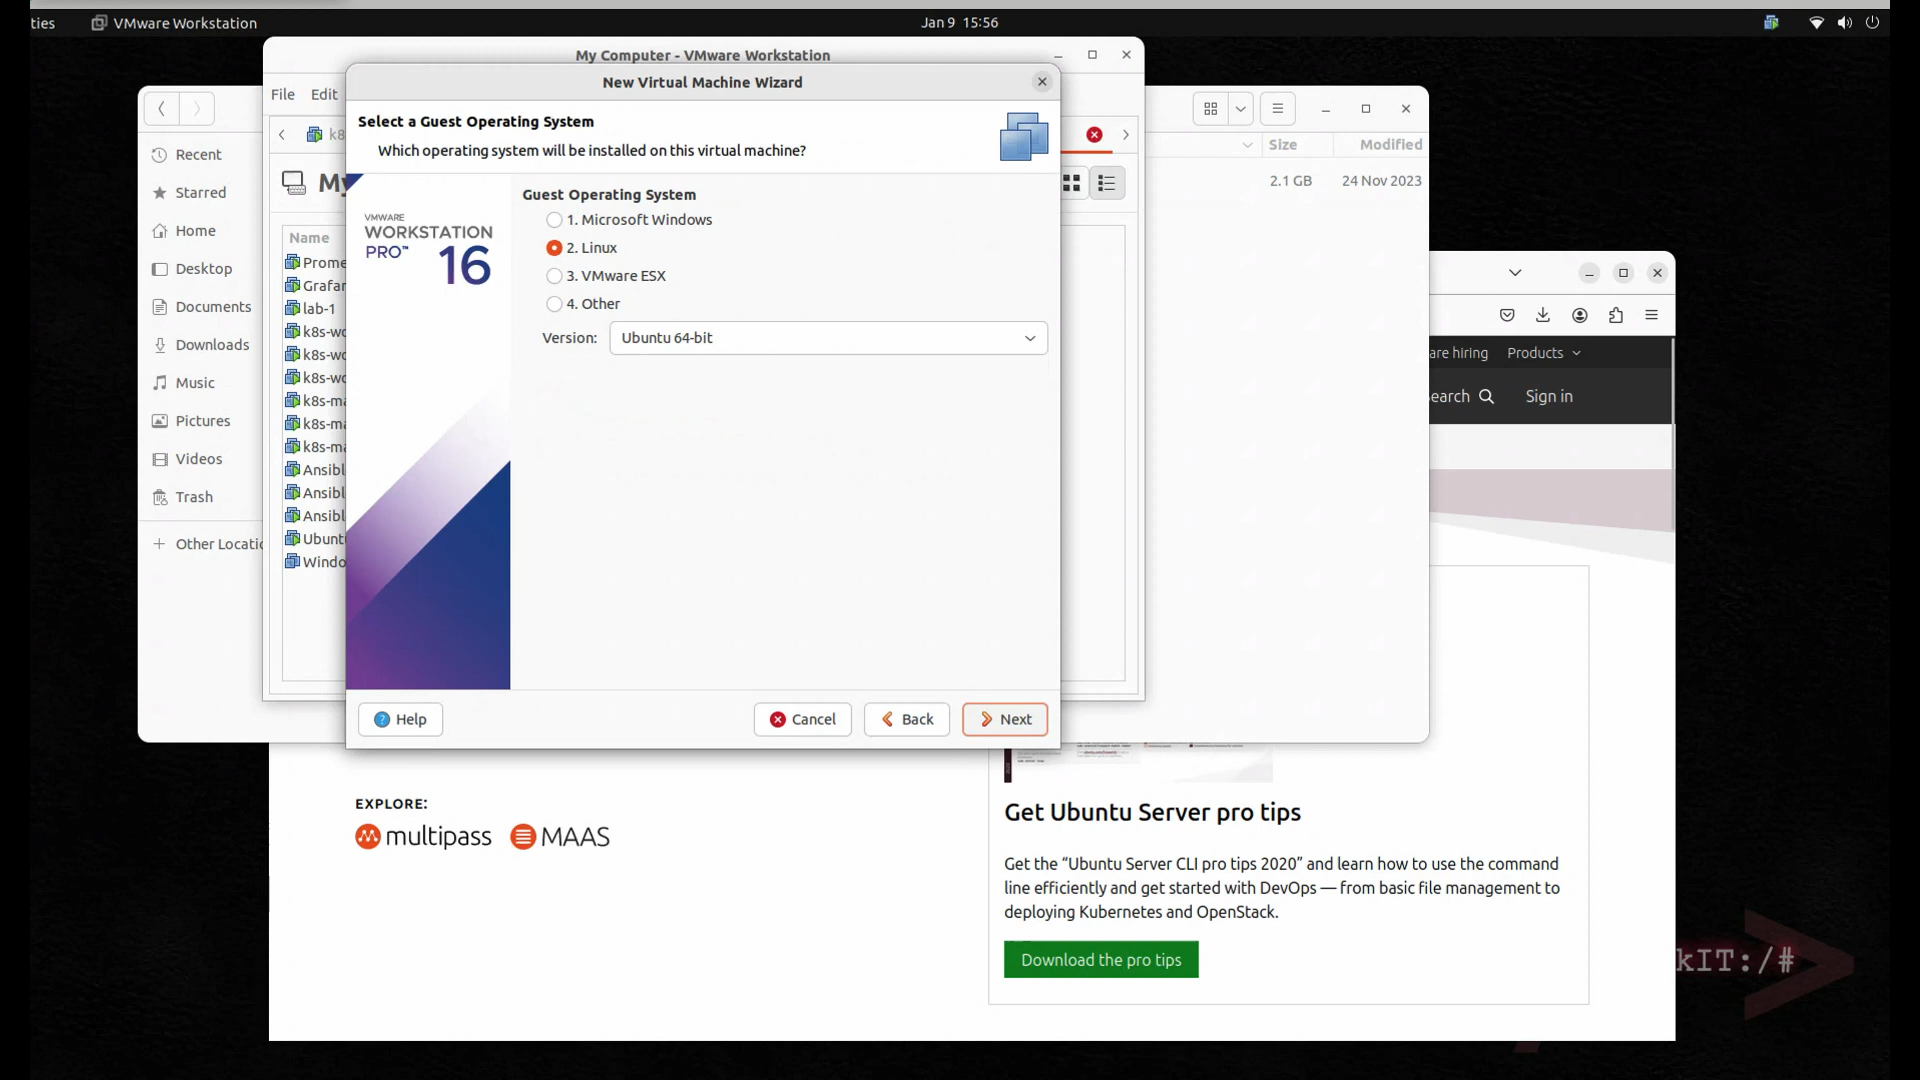 ties VMware Workstation Jan 9 15:56
My Computer - VMware Workstation
New Virtual Machine Wizard
File Edit
Select a Guest Operating System
Which operating system will be installed on this virtual machine?
k8
My
Name
Prome
Grafar
lab-1
k8s-wo
k8s-wo
k8s-wo
k8s-ma
k8s-ma
k8s-ma
Ansibl
Ansibl
Ansibl
Ubunt
Windo
VMWARE
WORKSTATION
PRO™ 16
Guest Operating System
1. Microsoft Windows
2. Linux
3. VMware ESX
4. Other
Version: Ubuntu 64-bit
Help Cancel Back Next
Recent
Starred
Home
Desktop
Documents
Downloads
Music
Pictures
Videos
Trash
Other Locatio
Size Modified
2.1 GB 24 Nov 2023
are hiring Products
earch Sign in
EXPLORE:
multipass MAAS
Get Ubuntu Server pro tips
Get the “Ubuntu Server CLI pro tips 2020” and learn how to use the command
line efficiently and get started with DevOps — from basic file management to
deploying Kubernetes and OpenStack.
Download the pro tips
kIT:/#